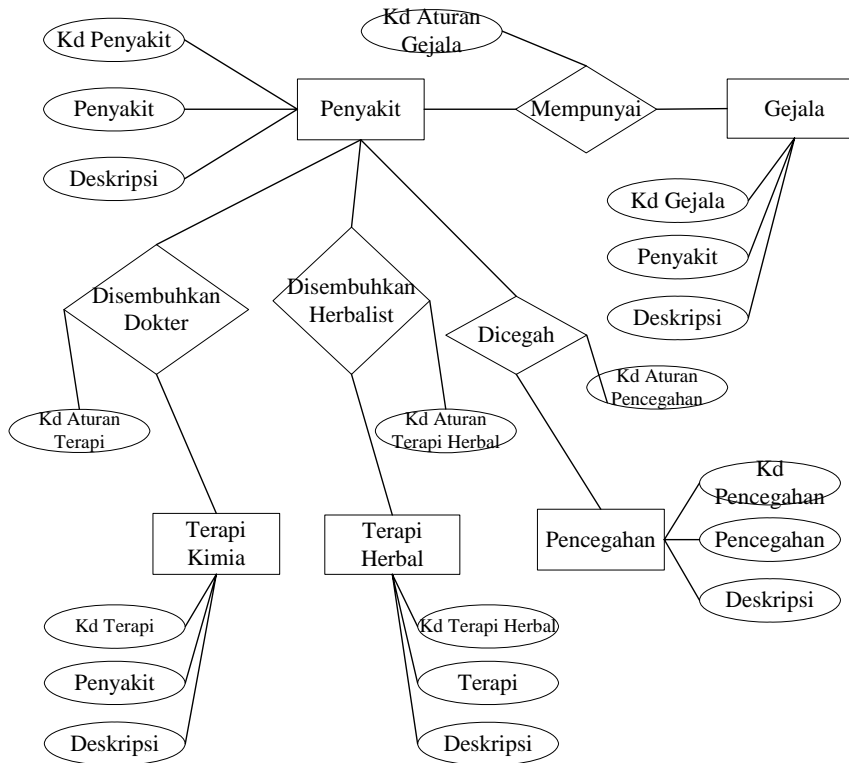 Kd Aturan
Gejala
Kd Penyakit
Penyakit
Deskripsi
Penyakit
Mempunyai
Gejala
Kd Gejala
Penyakit
Deskripsi
Disembuhkan
Dokter
Disembuhkan
Herbalist
Dicegah
Kd Aturan
Pencegahan
Kd Aturan
Terapi
Kd Aturan
Terapi Herbal
Terapi
Kimia
Terapi
Herbal
Pencegahan
Kd
Pencegahan
Pencegahan
Deskripsi
Kd Terapi
Penyakit
Deskripsi
Kd Terapi Herbal
Terapi
Deskripsi